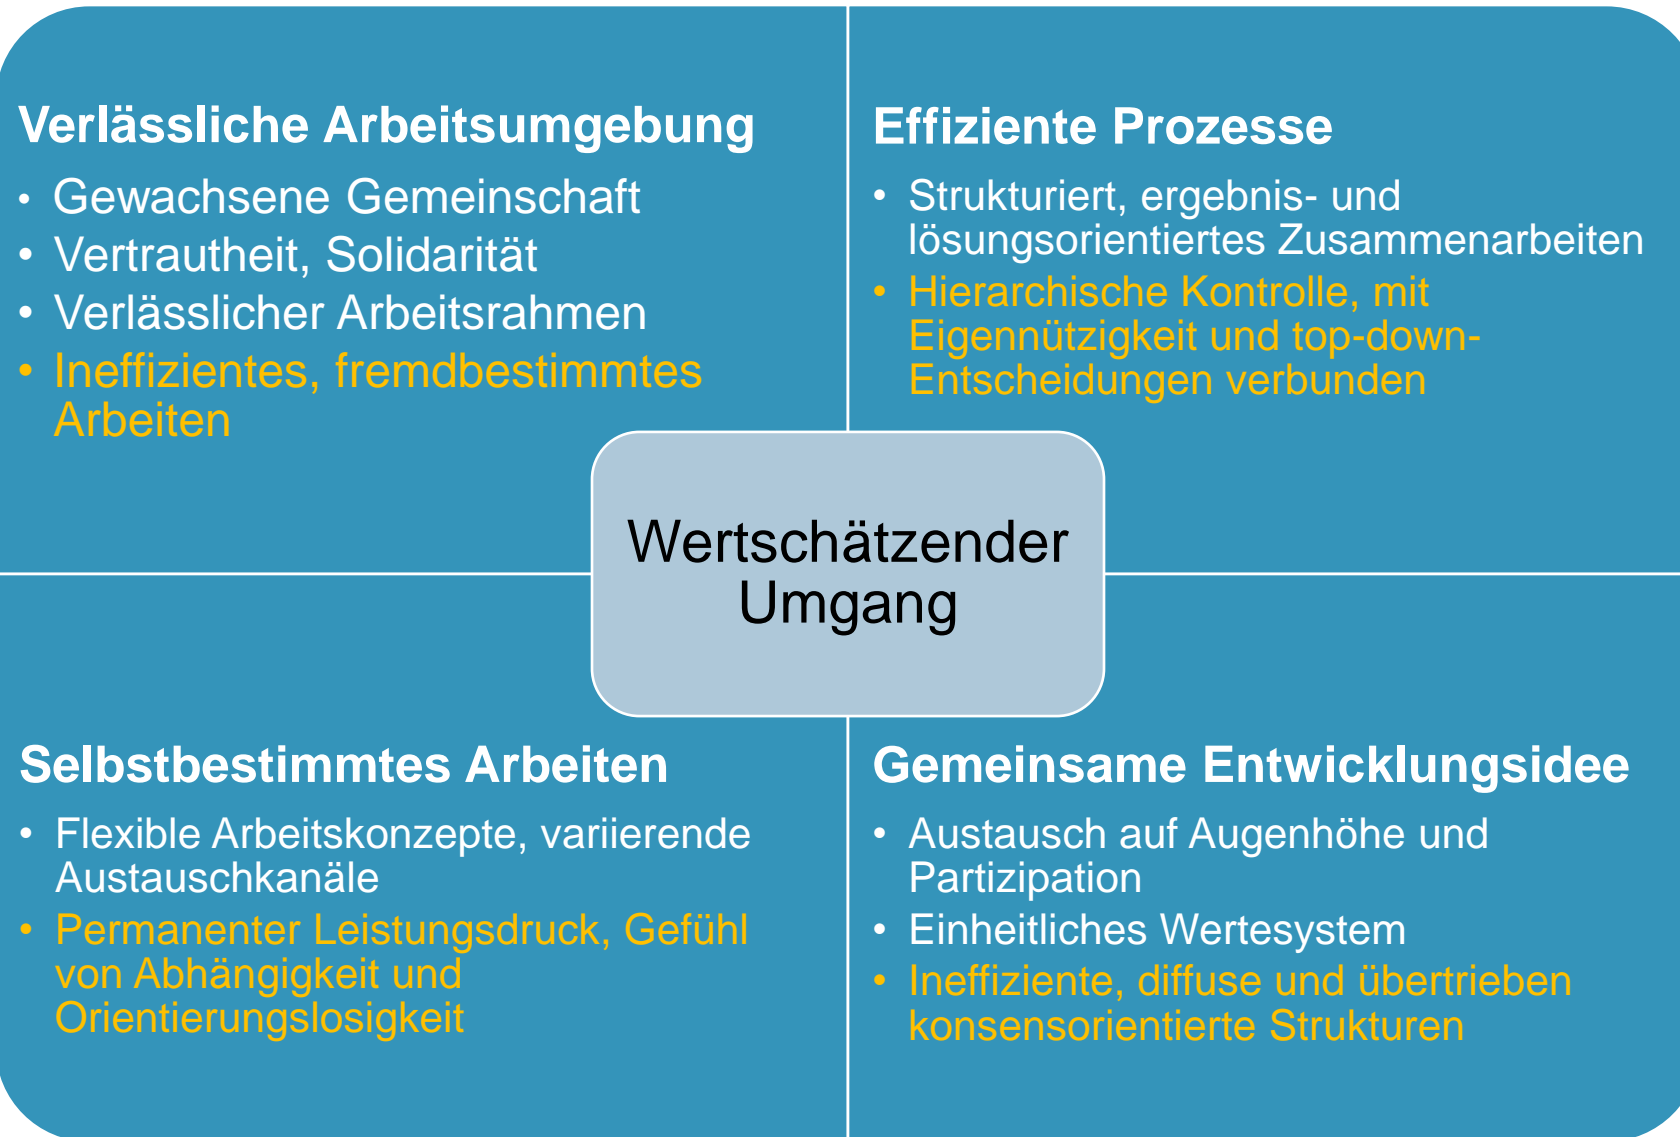 Verlässliche Arbeitsumgebung
• Gewachsene Gemeinschaft
• Vertrautheit, Solidarität
• Verlässlicher Arbeitsrahmen
• Ineffizientes, fremdbestimmtes
Arbeiten
Effiziente Prozesse
• Strukturiert, ergebnis- und
lösungsorientiertes Zusammenarbeiten
• Hierarchische Kontrolle, mit
Eigennützigkeit und top-down-
Entscheidungen verbunden
Wertschätzender
Umgang
Selbstbestimmtes Arbeiten
• Flexible Arbeitskonzepte, variierende
Austauschkanäle
• Permanenter Leistungsdruck, Gefühl
von Abhängigkeit und
Orientierungslosigkeit
Gemeinsame Entwicklungsidee
• Austausch auf Augenhöhe und
Partizipation
• Einheitliches Wertesystem
• Ineffiziente, diffuse und übertrieben
konsensorientierte Strukturen